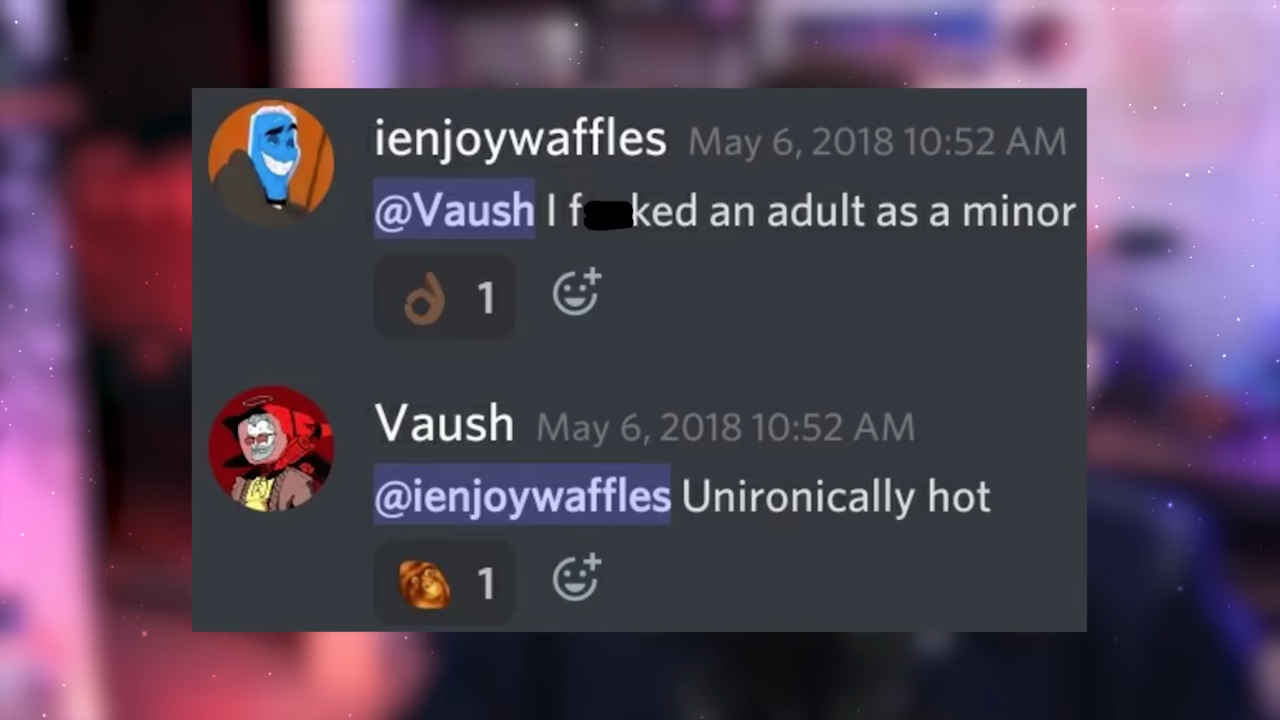 ienjoywaffles May 6, 2018 10:52 AM
@Vaush I f ked an adult as a minor
1
Vaush May 6, 2018 10:52 AM
@ienjoywaffles Unironically hot
1